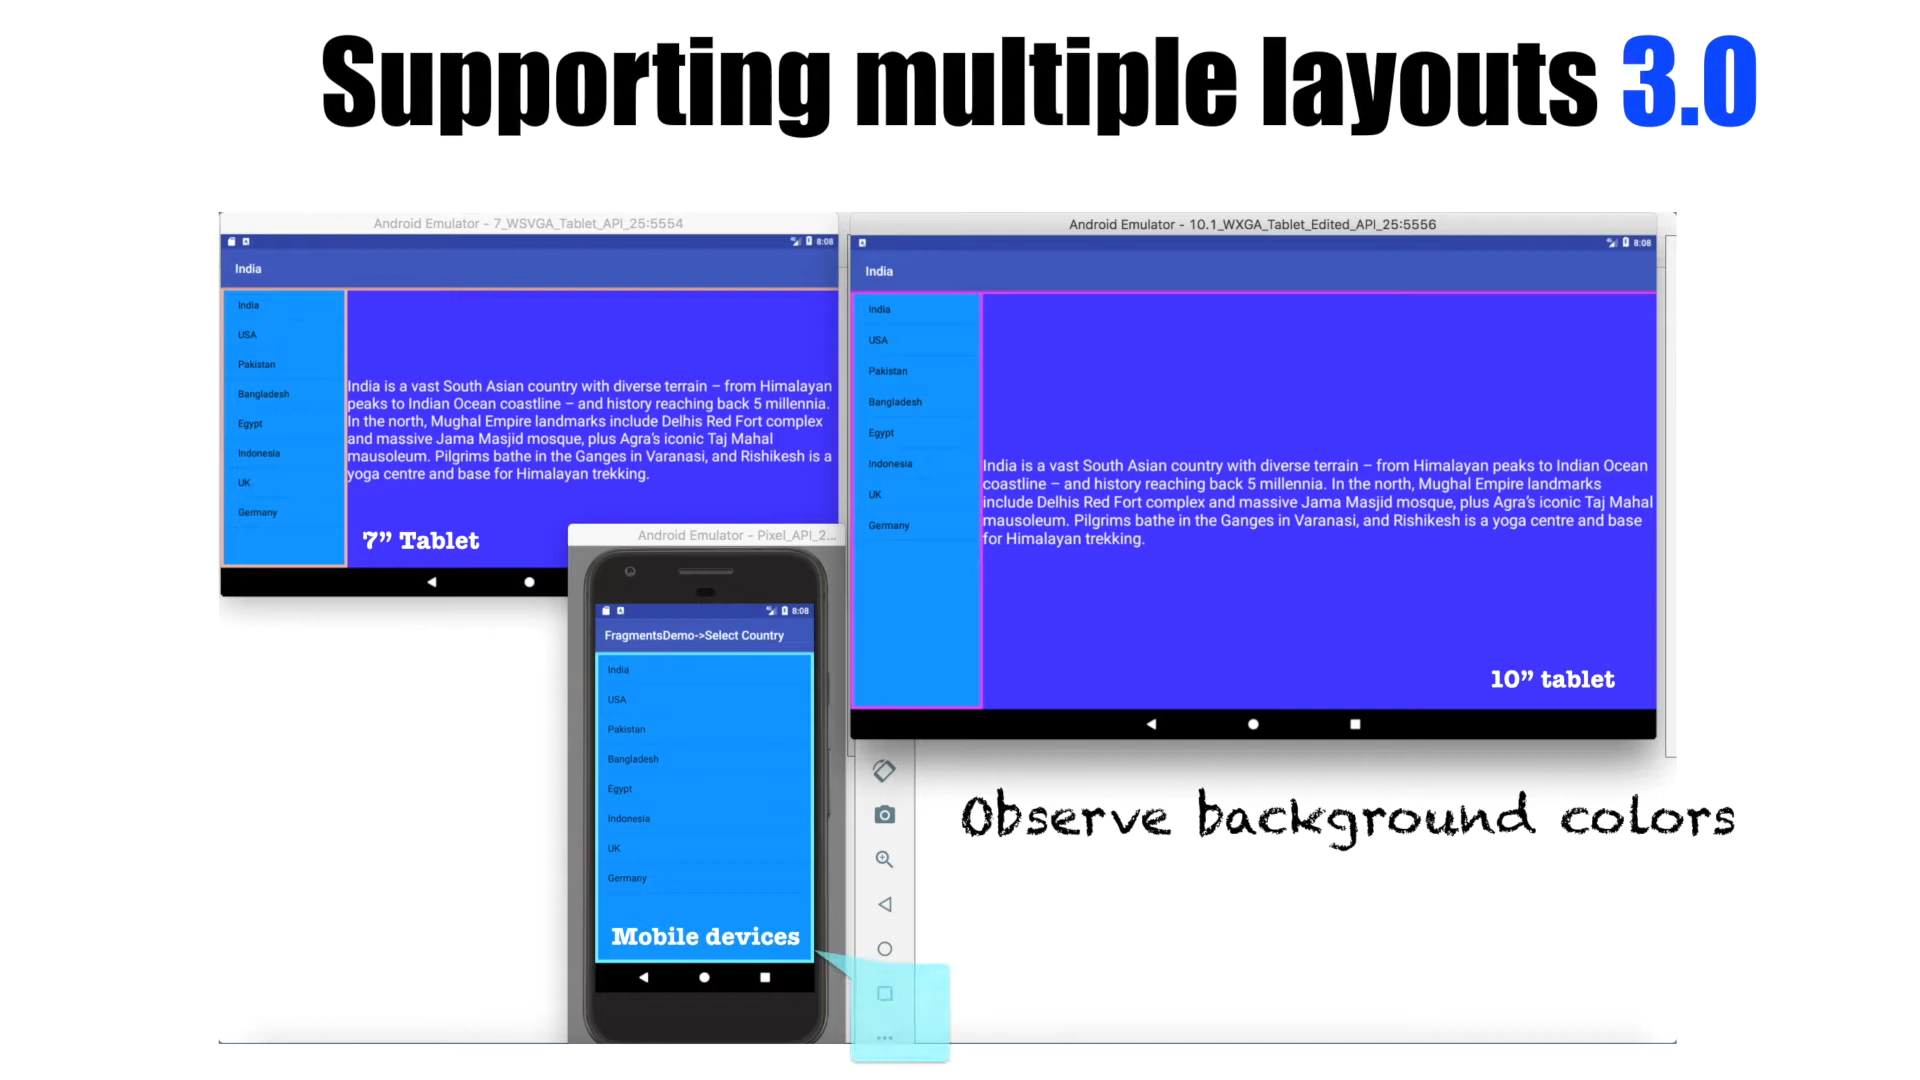 Supporting multiple layouts 3.0
Android Emulator - 7_WSVGA_Tablet_API_25:5554
8:08
India
India
USA
Pakistan
Bangladesh
Egypt
Indonesia
UK
Germany
India is a vast South Asian country with diverse terrain – from Himalayan
peaks to Indian Ocean coastline – and history reaching back 5 millennia.
In the north, Mughal Empire landmarks include Delhis Red Fort complex
and massive Jama Masjid mosque, plus Agra's iconic Taj Mahal
mausoleum. Pilgrims bathe in the Ganges in Varanasi, and Rishikesh is a
yoga centre and base for Himalayan trekking.
7” Tablet
Android Emulator - 10.1_WXGA_Tablet_Edited_API_25:5556
8:08
India
India
USA
Pakistan
Bangladesh
Egypt
Indonesia
UK
Germany
India is a vast South Asian country with diverse terrain – from Himalayan peaks to Indian Ocean
coastline – and history reaching back 5 millennia. In the north, Mughal Empire landmarks
include Delhis Red Fort complex and massive Jama Masjid mosque, plus Agra's iconic Taj Mahal
mausoleum. Pilgrims bathe in the Ganges in Varanasi, and Rishikesh is a yoga centre and base
for Himalayan trekking.
10” tablet
Android Emulator - Pixel_API_2...
8:08
FragmentsDemo->Select Country
India
USA
Pakistan
Bangladesh
Egypt
Indonesia
UK
Germany
Mobile devices
Observe background colors